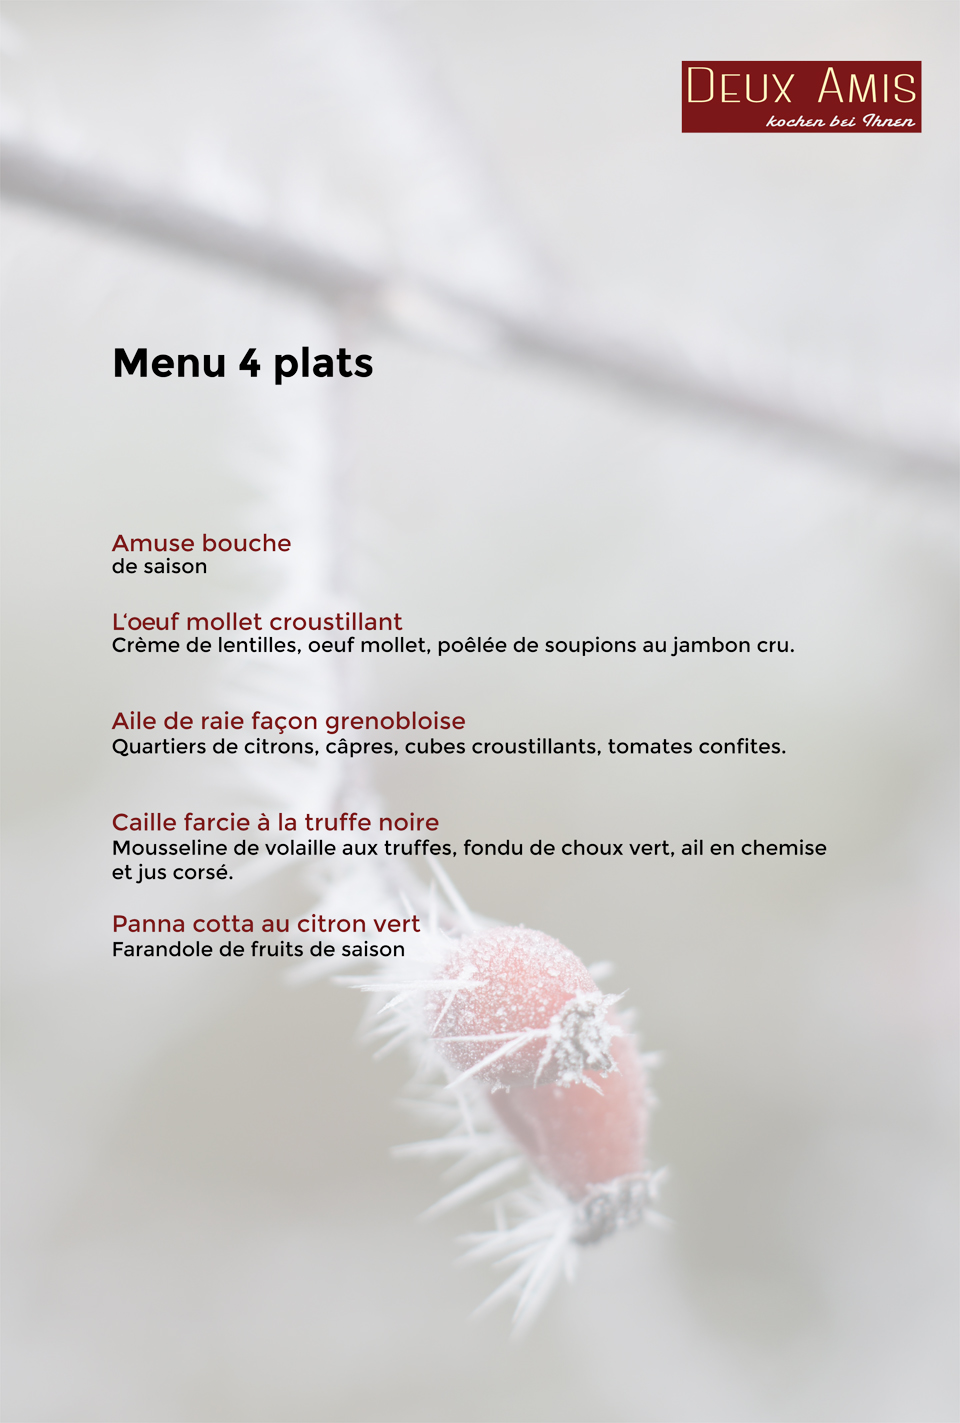 DEUX AMIS
kochen bei Ihnen
Menu 4 plats
Amuse bouche
de saison
L‘oeuf mollet croustillant
Crème de lentilles, oeuf mollet, poêlée de soupions au jambon cru.
Aile de raie façon grenobloise
Quartiers de citrons, câpres, cubes croustillants, tomates confites.
Caille farcie à la truffe noire
Mousseline de volaille aux truffes, fondu de choux vert, ail en chemise
et jus corsé.
Panna cotta au citron vert
Farandole de fruits de saison